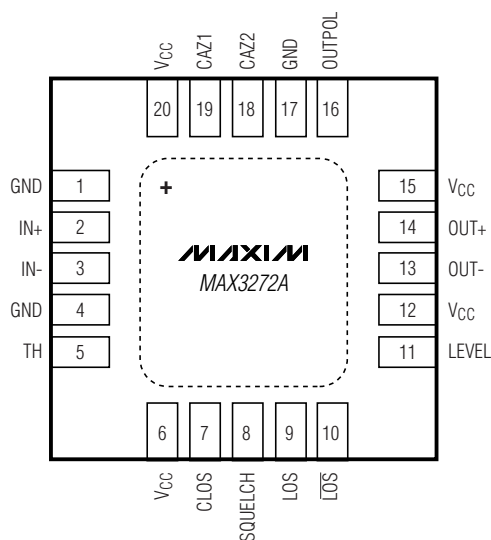 VCC
CAZ1
CAZ2
GND
OUTPOL
20 19 18 17 16
GND 1
IN+ 2
IN- 3
GND 4
TH 5
+
MAXIM
MAX3272A
15 VCC
14 OUT+
13 OUT-
12 VCC
11 LEVEL
6 7 8 9 10
VCC
CLOS
SQUELCH
LOS
L̅O̅S̅